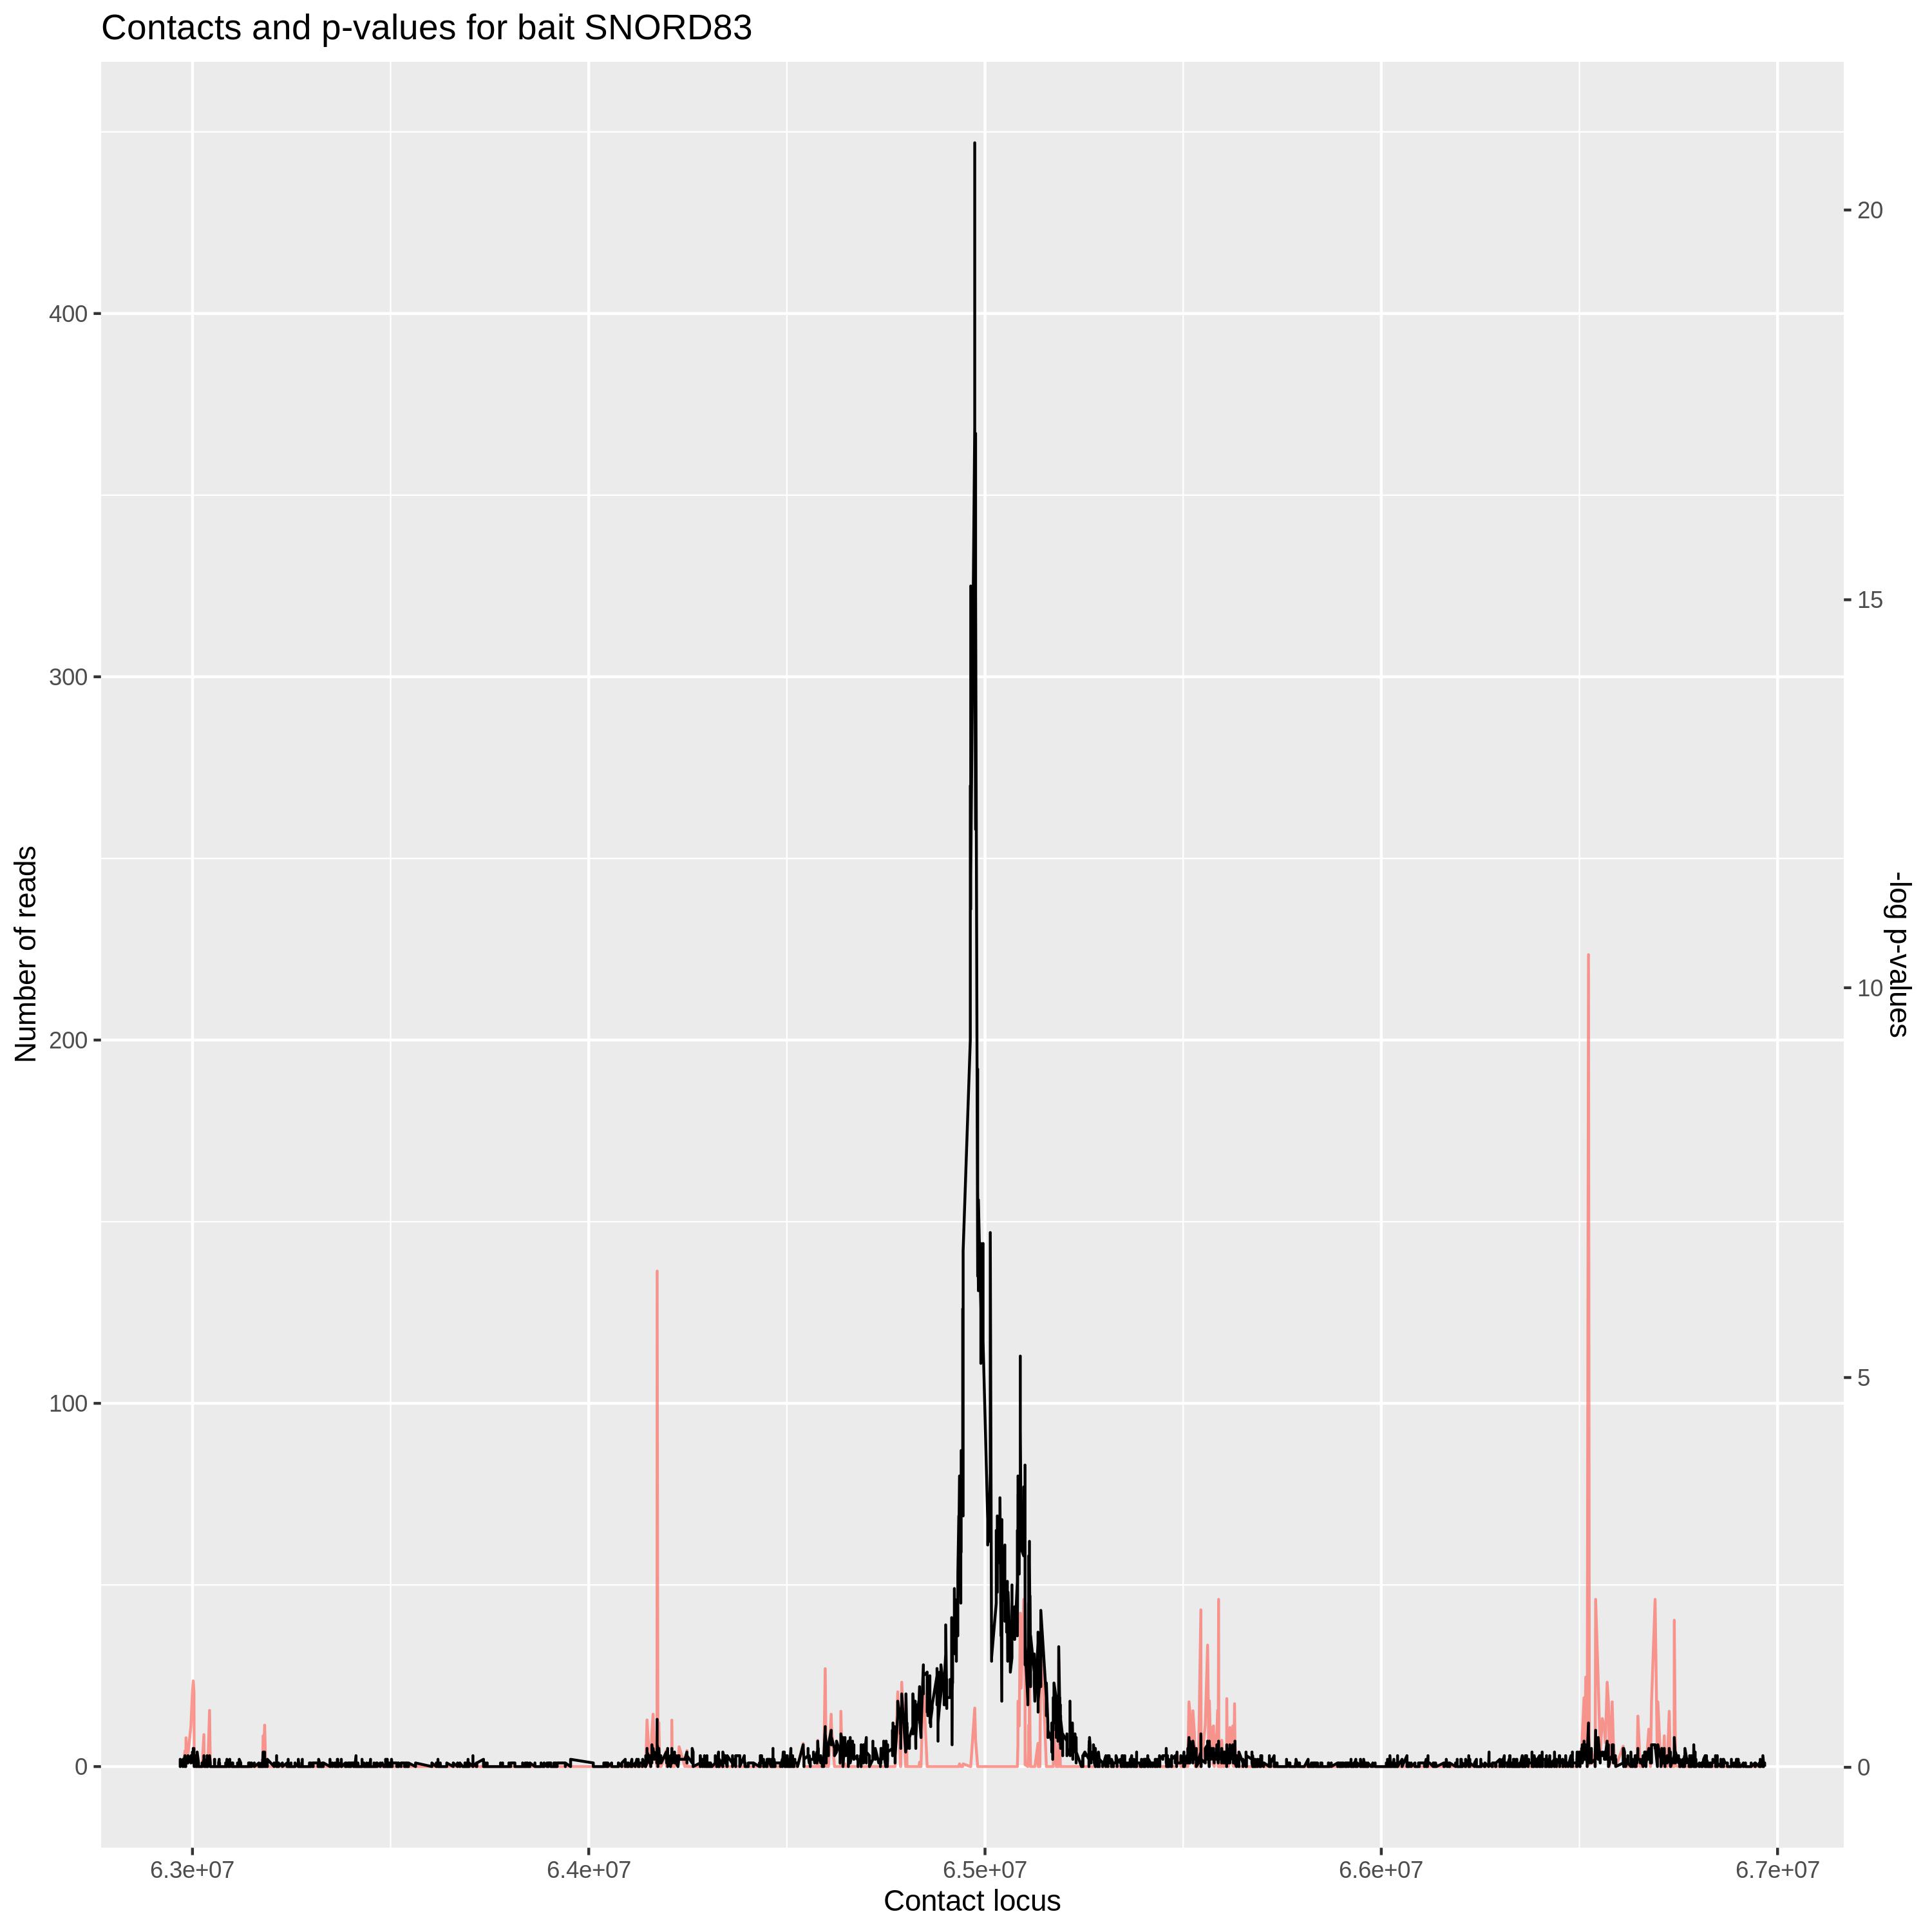 Contacts and p-values for bait SNORD83
Number of reads
400
300
200
100
0
20
15
10
5
0
-log p-values
6.3e+07
6.4e+07
6.5e+07
6.6e+07
6.7e+07
Contact locus